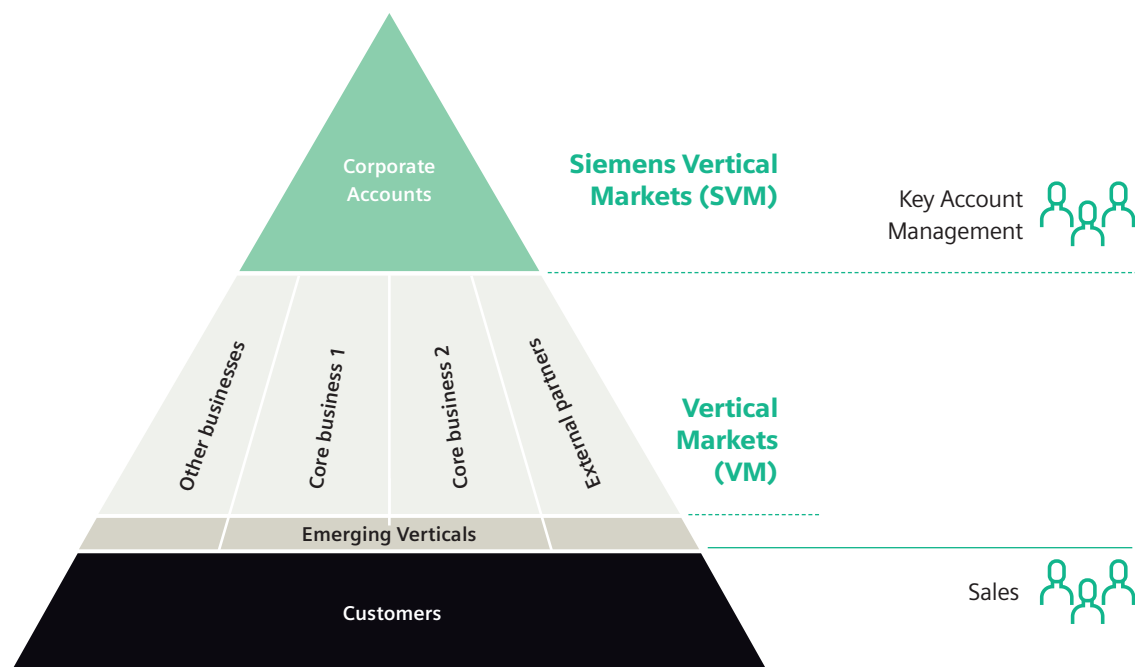 Corporate
Accounts
Siemens Vertical
Markets (SVM)
Key Account
Management
Other businesses
Core business 1
Core business 2
External partners
Vertical
Markets
(VM)
Emerging Verticals
Customers
Sales